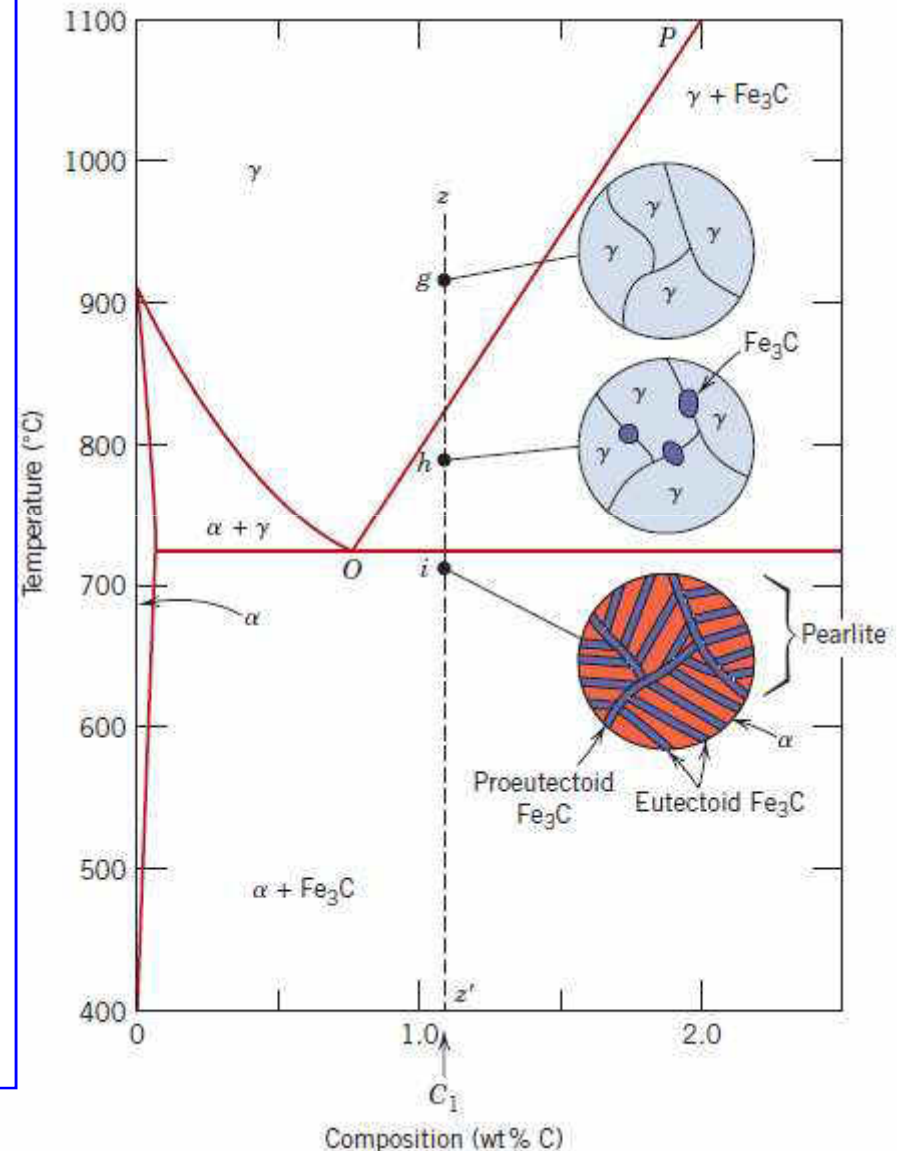 1100
P
γ + Fe₃C
1000
γ
z
γ
γ
γ
γ
g
900
Fe₃C
γ
γ
γ
γ
800
h
Temperature (°C)
α + γ
O
i
700
α
Pearlite
600
α
Proeutectoid
Fe₃C
Eutectoid Fe₃C
500
α + Fe₃C
z′
400
0
1.0
2.0
C₁
Composition (wt% C)